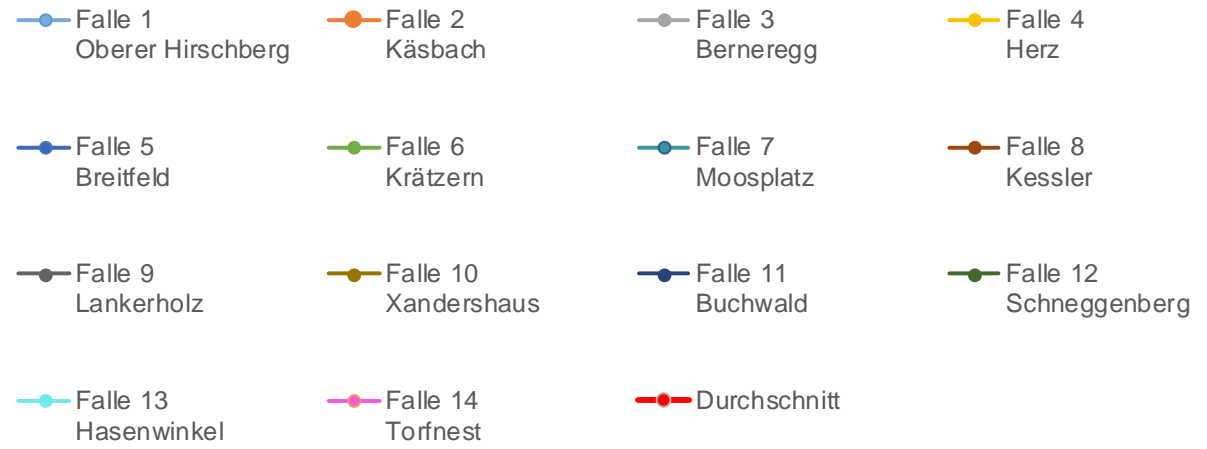 Falle 1
Oberer Hirschberg
Falle 2
Käsbach
Falle 3
Berneregg
Falle 4
Herz
Falle 5
Breitfeld
Falle 6
Krätzern
Falle 7
Moosplatz
Falle 8
Kessler
Falle 9
Lankerholz
Falle 10
Xandershaus
Falle 11
Buchwald
Falle 12
Schneggenberg
Falle 13
Hasenwinkel
Falle 14
Torfnest
Durchschnitt